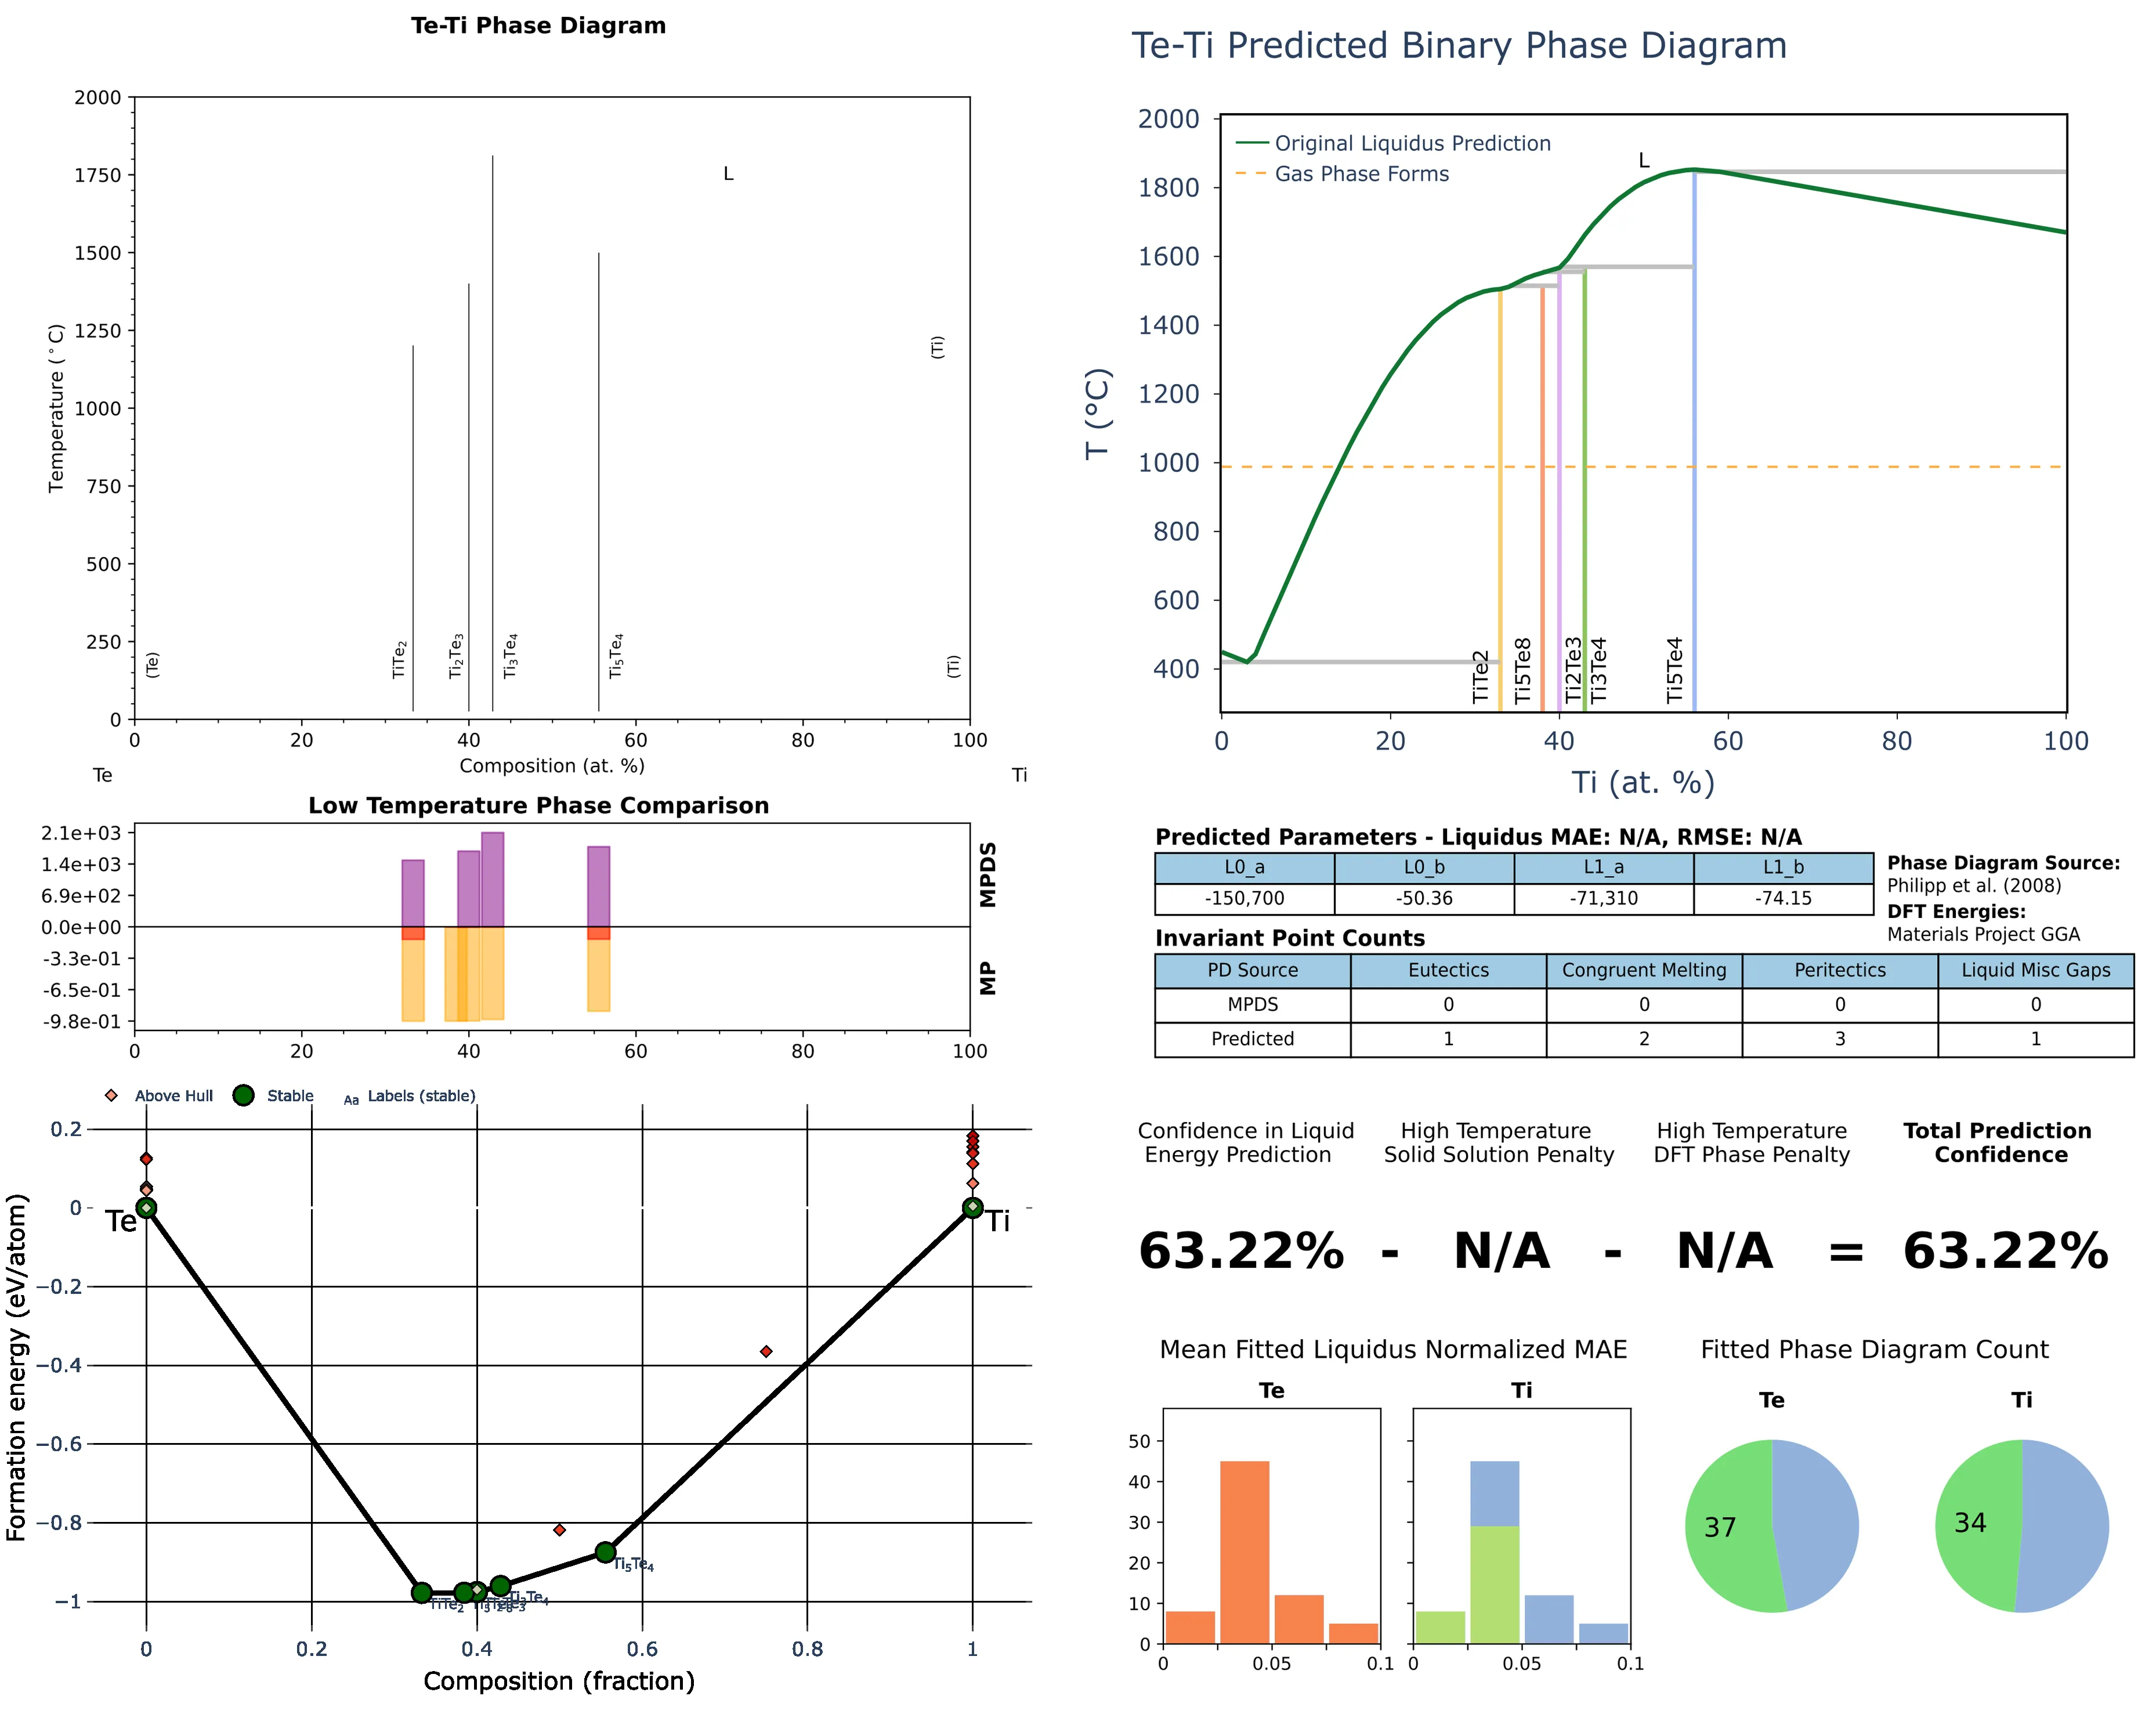 Te-Ti Phase Diagram
2000
1750
1500
1250
1000
750
500
250
0
Temperature (°C)
L
(Ti)
(Te)
TiTe2
Ti2Te3
Ti3Te4
Ti5Te4
(Ti)
0 20 40 60 80 100
Composition (at. %)
Te
Ti
Low Temperature Phase Comparison
2.1e+03
1.4e+03
6.9e+02
0.0e+00
-3.3e-01
-6.5e-01
-9.8e-01
MPDS
MP
0 20 40 60 80 100
Above Hull Stable Aa Labels (stable)
0.2
0
−0.2
−0.4
−0.6
−0.8
−1
Formation energy (eV/atom)
Te
Ti
TiTe2
Ti3Te4
Ti5Te4
0 0.2 0.4 0.6 0.8 1
Composition (fraction)
Te-Ti Predicted Binary Phase Diagram
2000
1800
1600
1400
1200
1000
800
600
400
T (°C)
Original Liquidus Prediction
Gas Phase Forms
L
TiTe2
Ti5Te8
Ti2Te3
Ti3Te4
Ti5Te4
0 20 40 60 80 100
Ti (at. %)
Predicted Parameters - Liquidus MAE: N/A, RMSE: N/A
L0_a L0_b L1_a L1_b
-150,700 -50.36 -71,310 -74.15
Phase Diagram Source:
Philipp et al. (2008)
DFT Energies:
Materials Project GGA
Invariant Point Counts
PD Source Eutectics Congruent Melting Peritectics Liquid Misc Gaps
MPDS 0 0 0 0
Predicted 1 2 3 1
Confidence in Liquid
Energy Prediction
High Temperature
Solid Solution Penalty
High Temperature
DFT Phase Penalty
Total Prediction
Confidence
63.22% - N/A - N/A = 63.22%
Mean Fitted Liquidus Normalized MAE
Te
Ti
50
40
30
20
10
0
0 0.05 0.1
0 0.05 0.1
Fitted Phase Diagram Count
Te
Ti
37
34